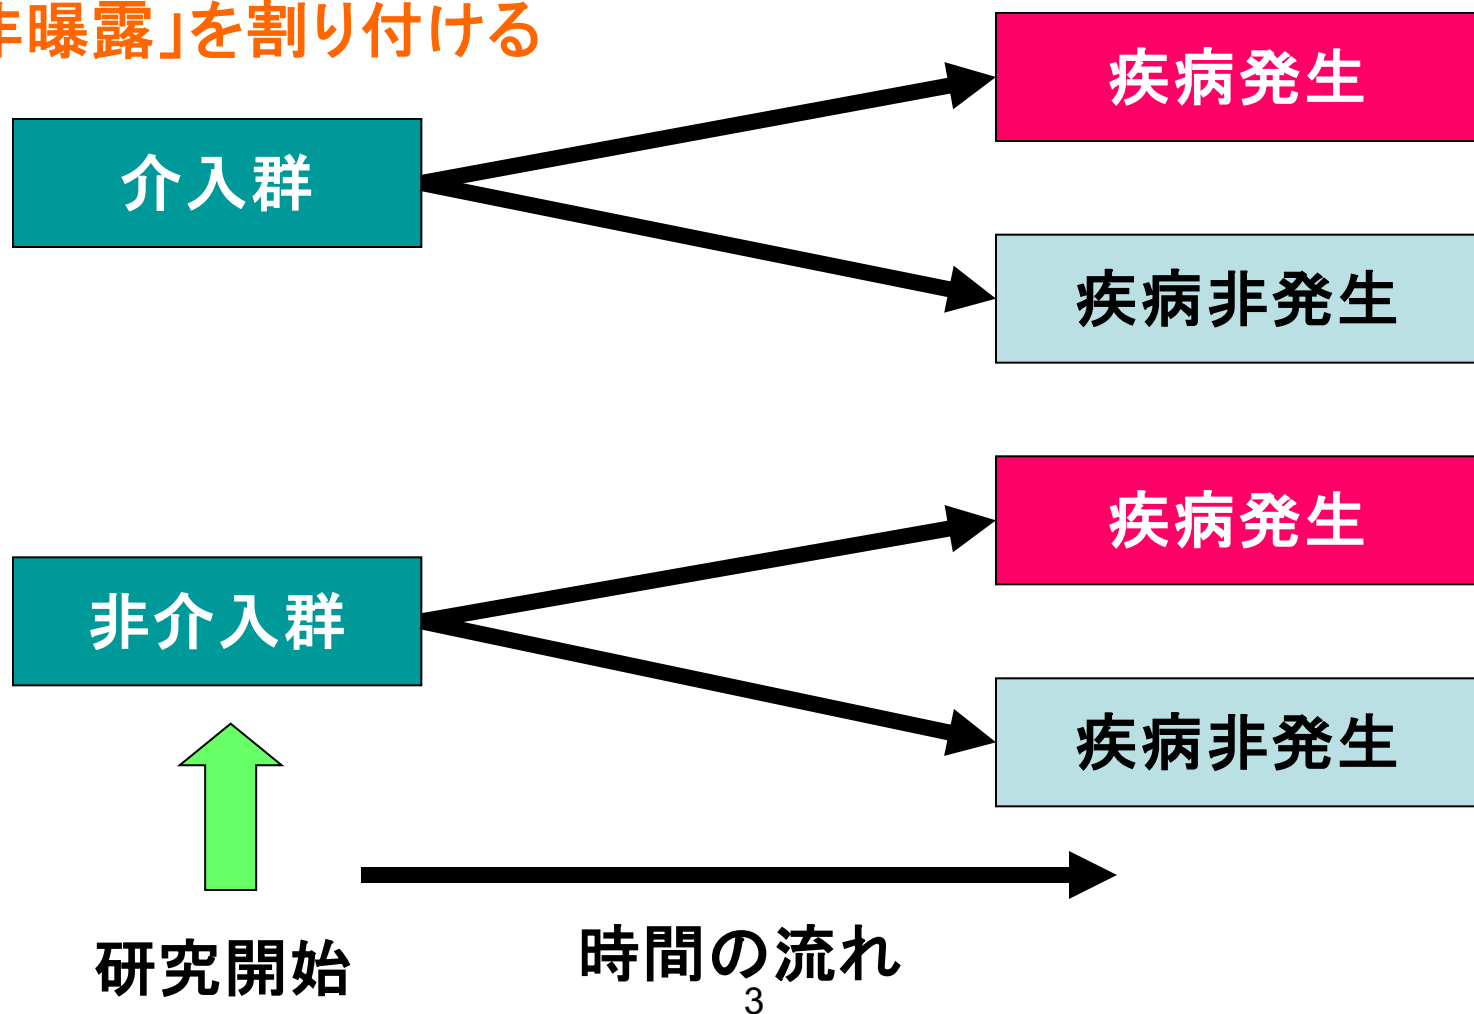 曝露」を割り付ける
疾病発生
介入群
疾病非発生
疾病発生
非介入群
疾病非発生
研究開始
時間の流れ
3